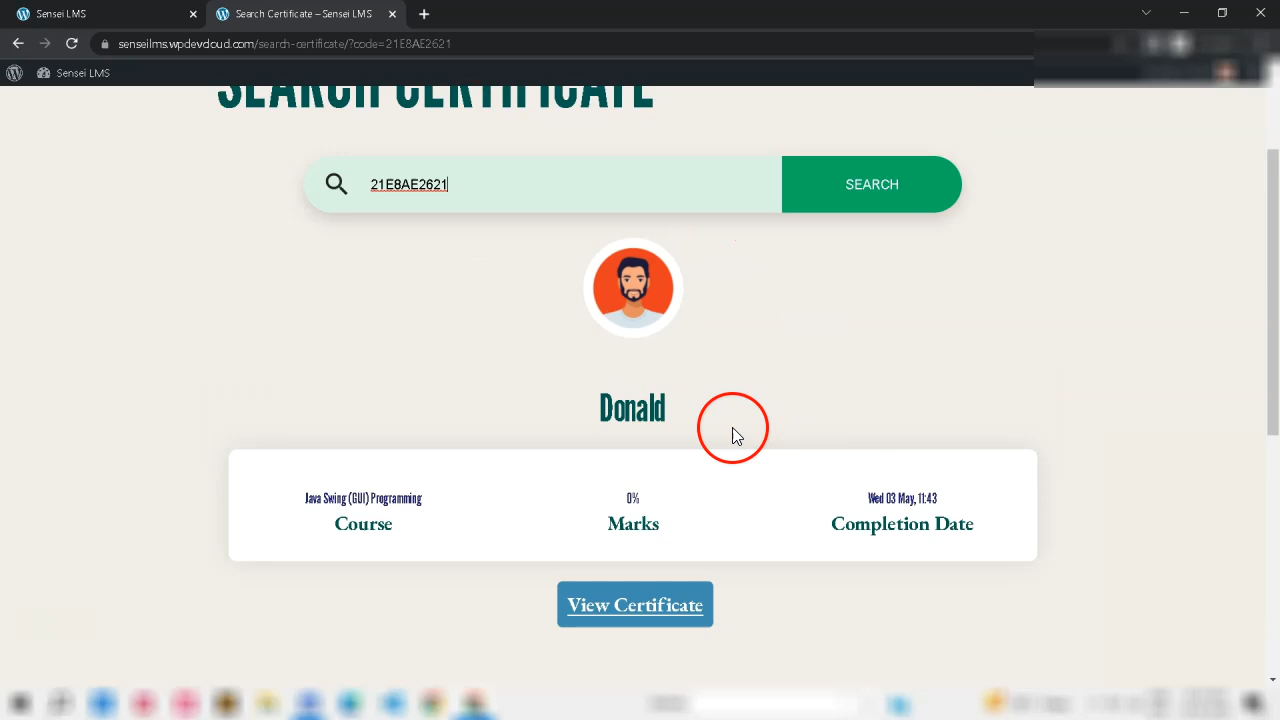 Sensei LMS
Search Certificate – Sensei LMS
senseilms.wpdevcloud.com/search-certificate/?code=21E8AE2621
Sensei LMS
SEARCH CERTIFICATE
21E8AE2621
SEARCH
Donald
Java Swing (GUI) Programming
0%
Wed 03 May, 11:43
Course
Marks
Completion Date
View Certificate